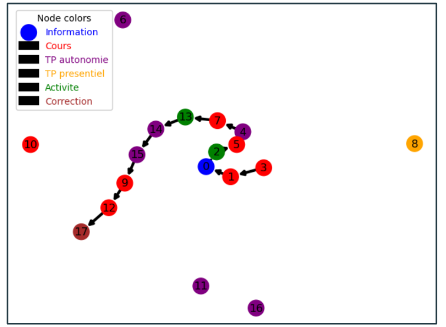 Node colors
Information
Cours
TP autonomie
TP presentiel
Activite
Correction
6
13
7
14
4
10
2
5
8
15
0
3
1
9
12
17
11
16